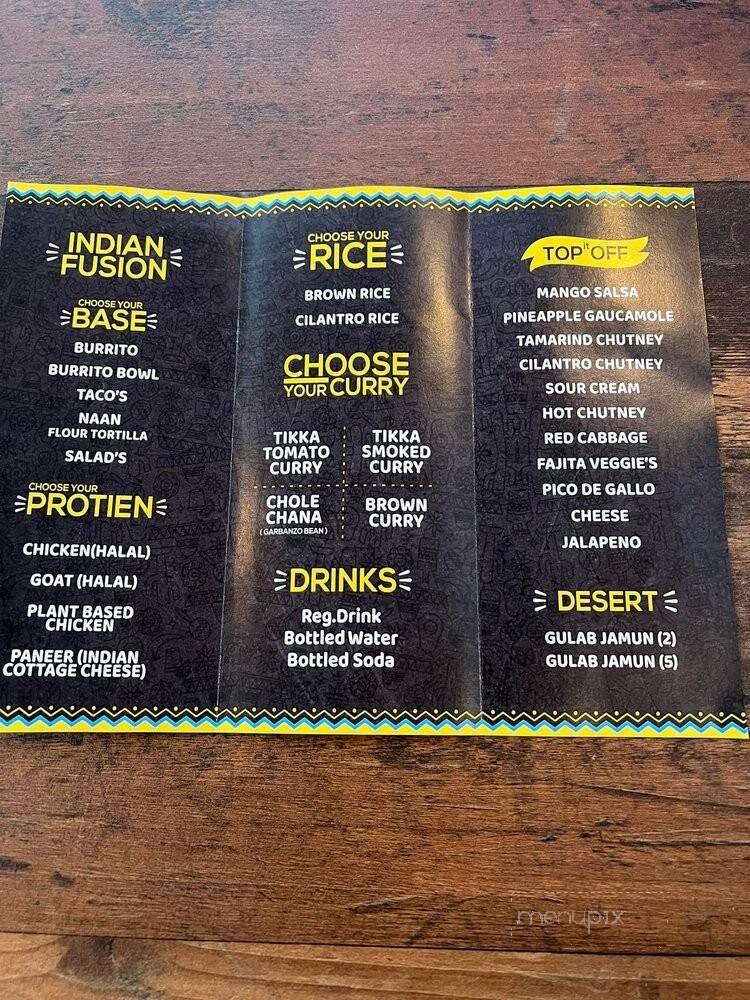 INDIAN
FUSION
CHOOSE YOUR
BASE
BURRITO
BURRITO BOWL
TACO'S
NAAN
FLOUR TORTILLA
SALAD'S
CHOOSE YOUR
PROTIEN
CHICKEN(HALAL)
GOAT (HALAL)
PLANT BASED
CHICKEN
PANEER (INDIAN
COTTAGE CHEESE)
CHOOSE YOUR
RICE
BROWN RICE
CILANTRO RICE
CHOOSE
YOUR CURRY
TIKKA
TOMATO
CURRY
TIKKA
SMOKED
CURRY
CHOLE
CHANA
(GARBANZO BEAN)
BROWN
CURRY
DRINKS
Reg.Drink
Bottled Water
Bottled Soda
TOP it OFF
MANGO SALSA
PINEAPPLE GAUCAMOLE
TAMARIND CHUTNEY
CILANTRO CHUTNEY
SOUR CREAM
HOT CHUTNEY
RED CABBAGE
FAJITA VEGGIE'S
PICO DE GALLO
CHEESE
JALAPENO
DESERT
GULAB JAMUN (2)
GULAB JAMUN (5)
menupix